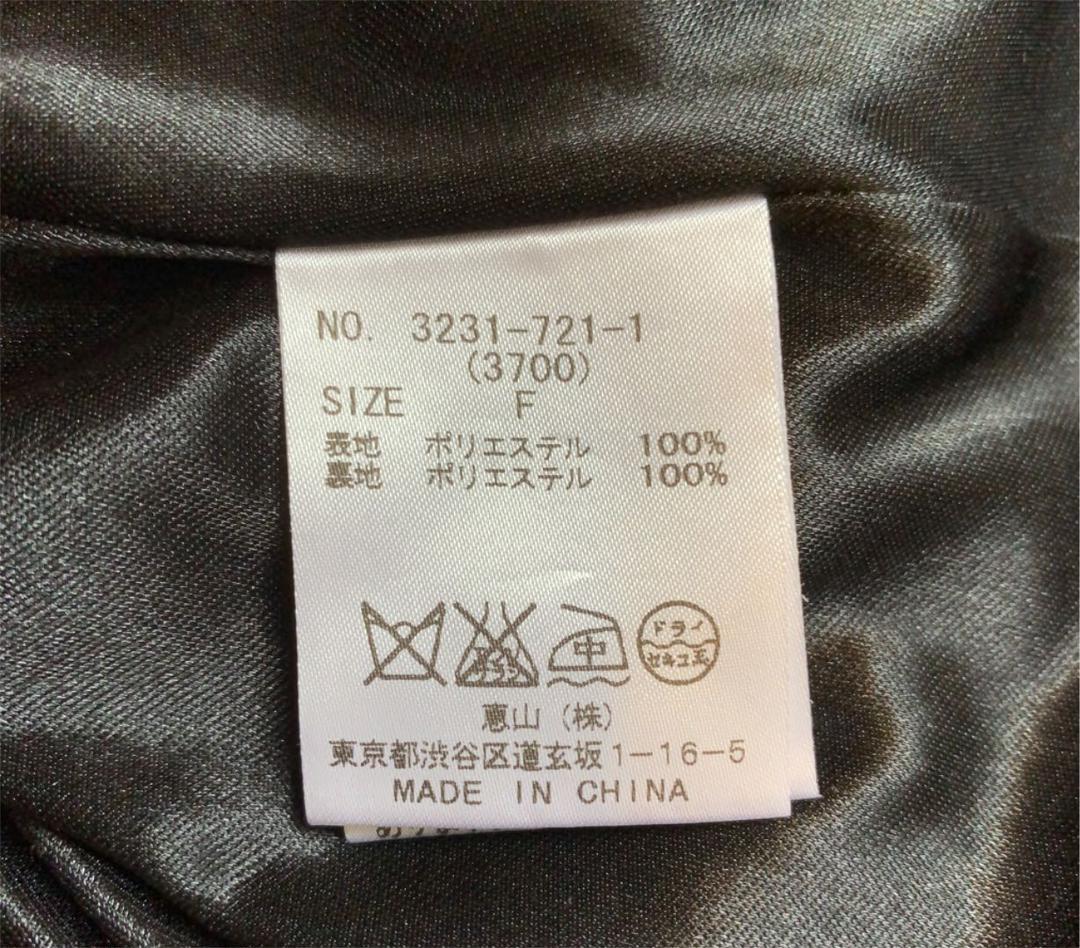 NO. 3231-721-1
(3700)
SIZE F
表地 ポリエステル 100%
裏地 ポリエステル 100%
中
ドライ
セキユ系
恵山(株)
東京都渋谷区道玄坂1-16-5
MADE IN CHINA